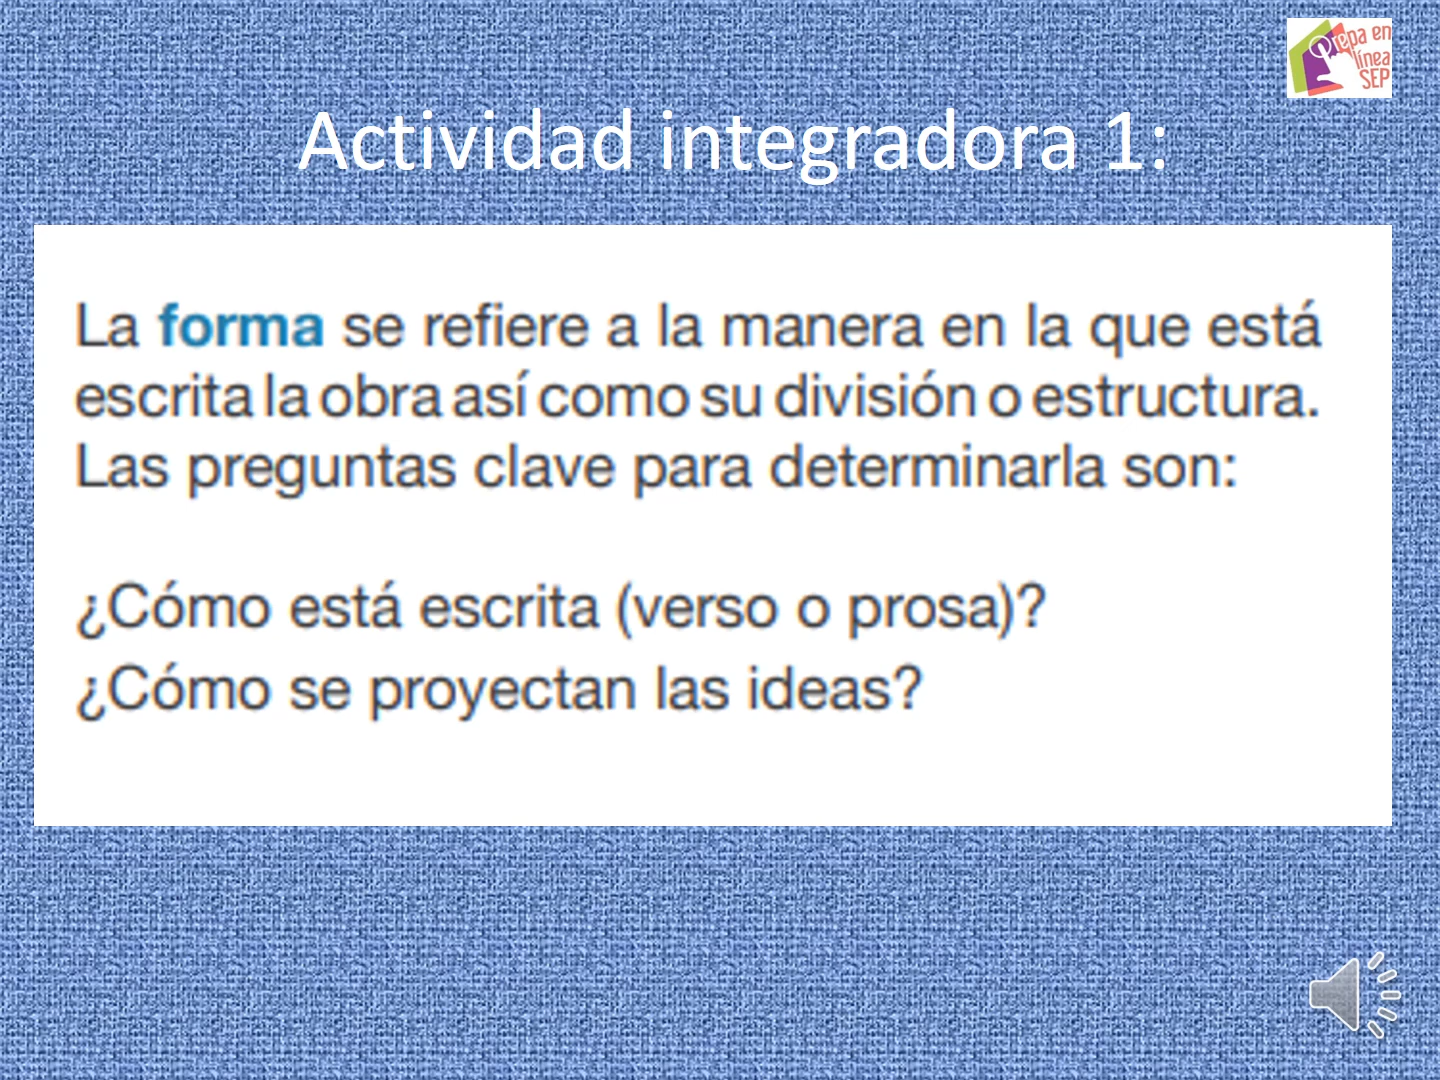 Prepa en
línea
SEP
Actividad integradora 1:
La forma se refiere a la manera en la que está
escrita la obra así como su división o estructura.
Las preguntas clave para determinarla son:
¿Cómo está escrita (verso o prosa)?
¿Cómo se proyectan las ideas?